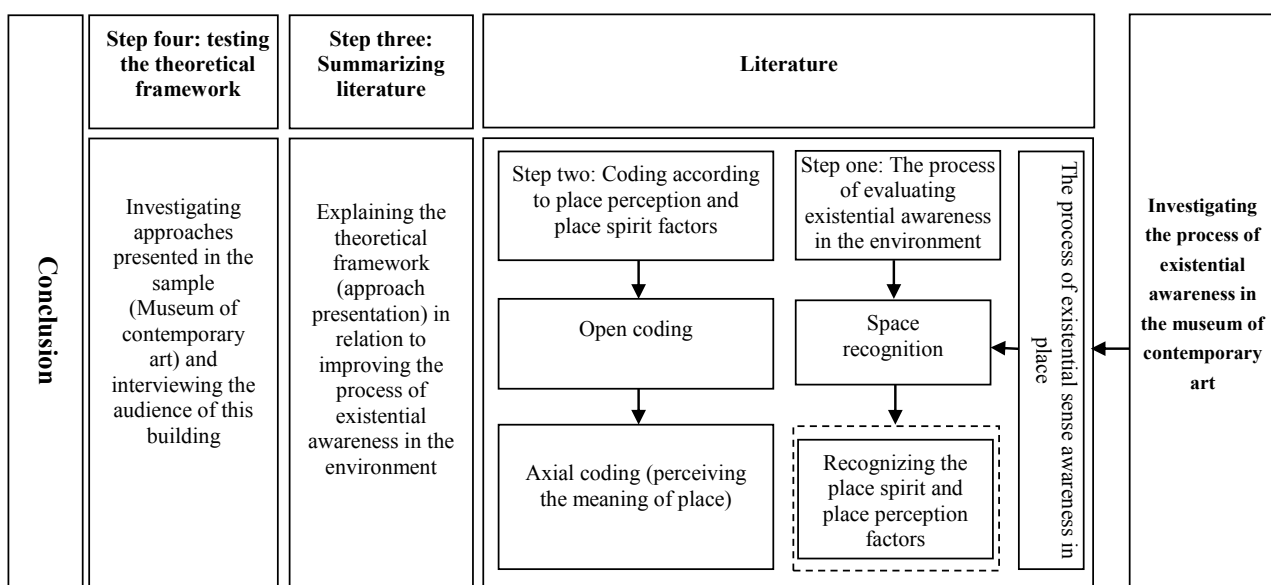 Conclusion
Step four: testing
the theoretical
framework
Investigating
approaches
presented in the
sample
(Museum of
contemporary
art) and
interviewing the
audience of this
building
Step three:
Summarizing
literature
Explaining the
theoretical
framework
(approach
presentation) in
relation to
improving the
process of
existential
awareness in the
environment
Literature
Step two: Coding according
to place perception and
place spirit factors
Open coding
Axial coding (perceiving
the meaning of place)
Step one: The process
of evaluating
existential awareness
in the environment
Space
recognition
Recognizing the
place spirit and
place perception
factors
The process of existential sense awareness in
place
Investigating
the process of
existential
awareness in
the museum of
contemporary
art